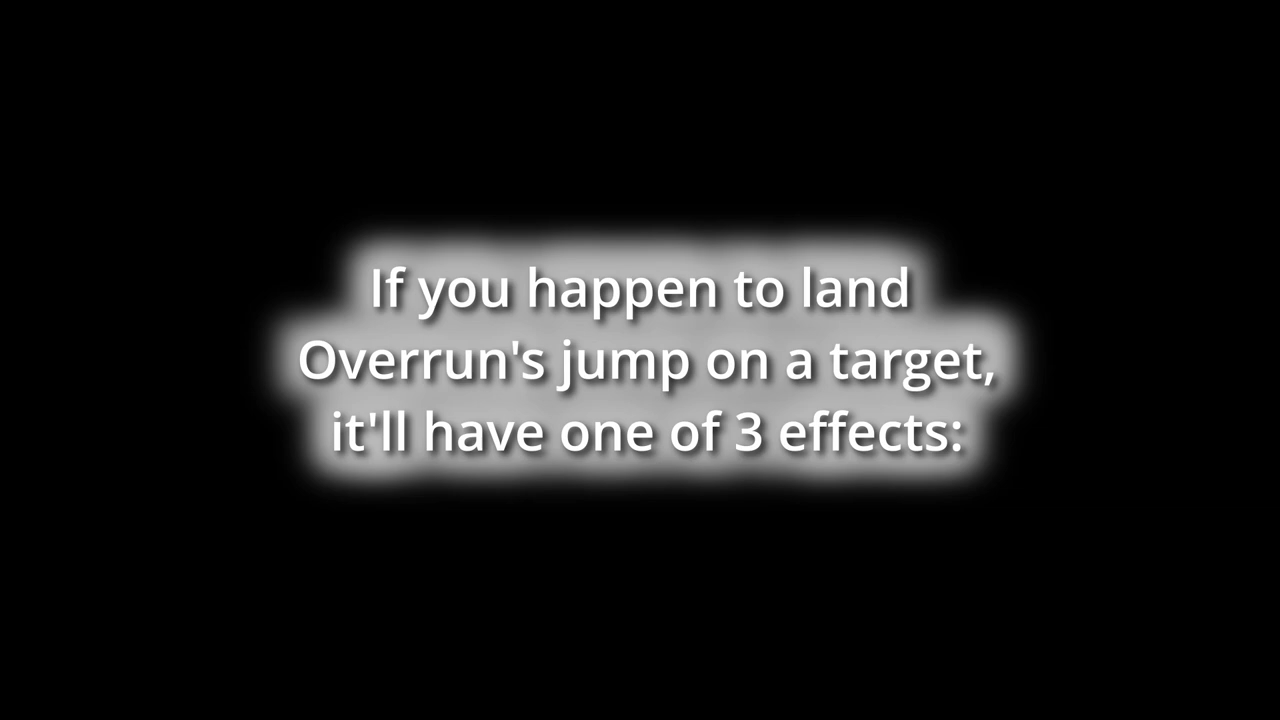 If you happen to land
Overrun's jump on a target,
it'll have one of 3 effects: